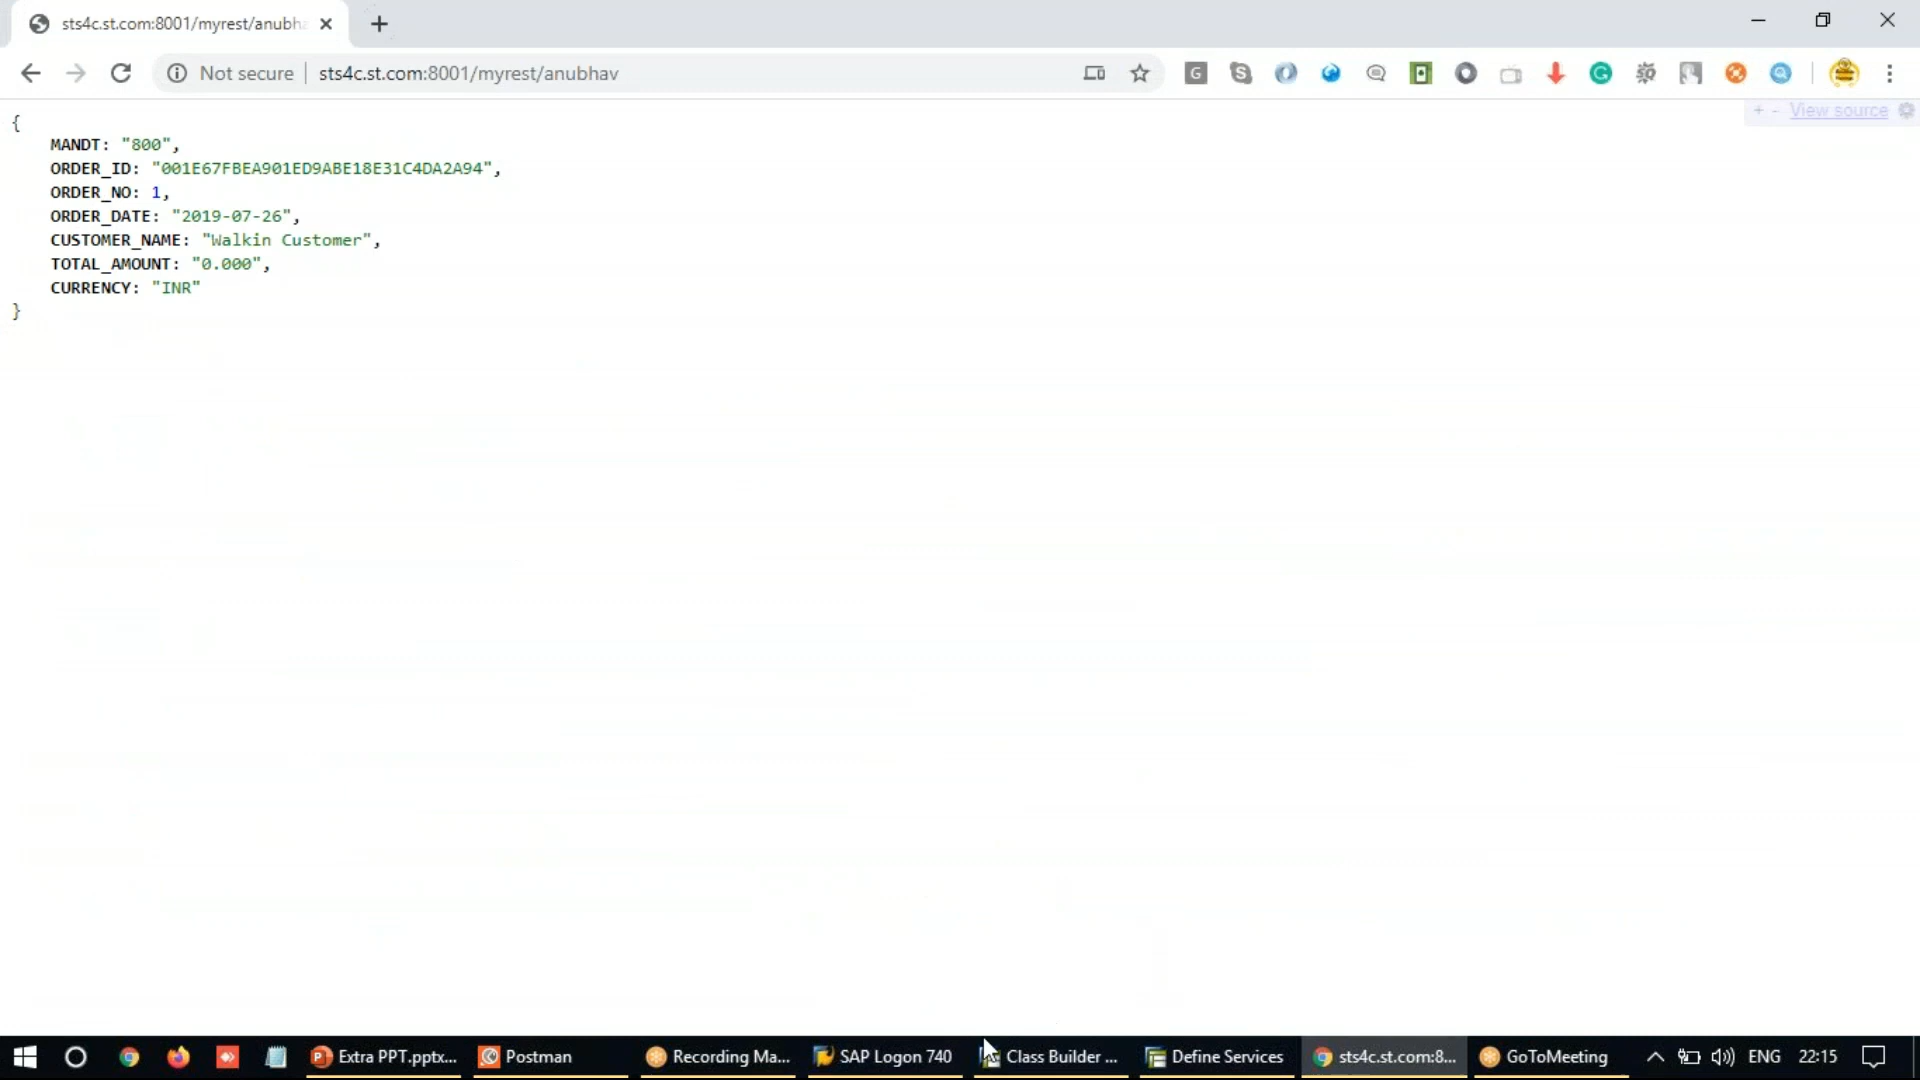 sts4c.st.com:8001/myrest/anubha
Not secure | sts4c.st.com:8001/myrest/anubhav
+ - View source
{
MANDT: "800",
ORDER_ID: "001E67FBEA901ED9ABE18E31C4DA2A94",
ORDER_NO: 1,
ORDER_DATE: "2019-07-26",
CUSTOMER_NAME: "Walkin Customer",
TOTAL_AMOUNT: "0.000",
CURRENCY: "INR"
}
Extra PPT.pptx... Postman Recording Ma... SAP Logon 740 Class Builder ... Define Services sts4c.st.com:8... GoToMeeting ENG 22:15